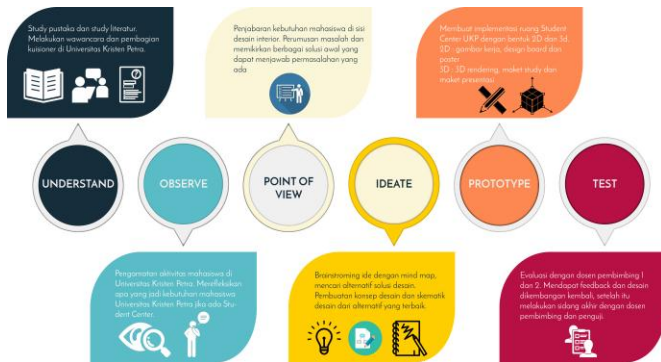 Study pustaka dan study literatur.
Melakukan wawancara dan pembagian
kuisioner di Universitas Kristen Petra.
Penjabaran kebutuhan mahasiswa di sisi
desain interior. Perumusan masalah dan
memikirkan berbagai solusi awal yang
dapat menjawab permasalahan yang
ada
Membuat implementasi ruang Student
Center UKP dengan bentuk 2D dan 3d.
2D : gambar kerja, design board dan
poster
3D : 3D rendering, maket study dan
maket presentasi
UNDERSTAND
OBSERVE
POINT OF
VIEW
IDEATE
PROTOTYPE
TEST
Pengamatan aktivitas mahasiswa di
Universitas Kristen Petra. Merefleksikan
apa yang jadi kebutuhan mahasiswa
Universitas Kristen Petra jika ada Stu-
dent Center.
Brainstroming ide dengan mind map,
mencari alternatif solusi desain.
Pembuatan konsep desain dan skematik
desain dari alternatif yang terbaik.
Evaluasi dengan dosen pembimbing 1
dan 2. Mendapat feedback dan desain
dikembangan kembali, setelah itu
melakukan sidang akhir dengan dosen
pembimbing dan penguji.